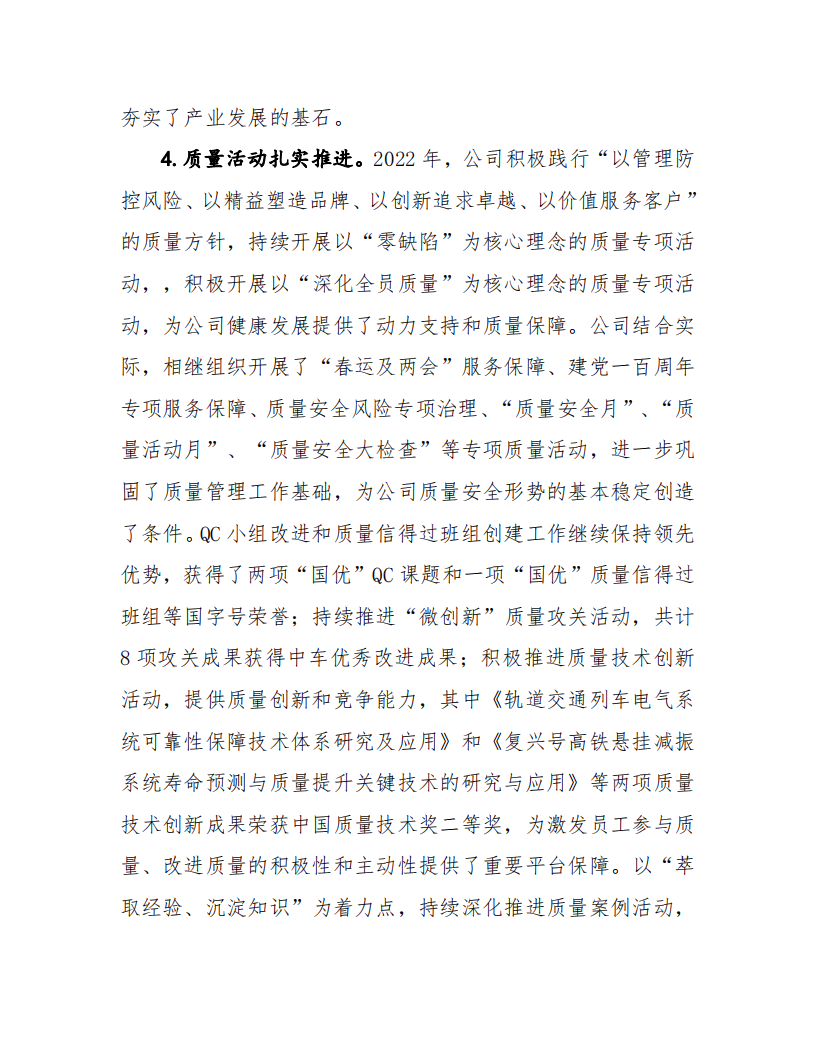 夯实了产业发展的基石。
4.质量活动扎实推进。2022 年，公司积极践行“以管理防
控风险、以精益塑造品牌、以创新追求卓越、以价值服务客户”
的质量方针，持续开展以“零缺陷”为核心理念的质量专项活
动，，积极开展以“深化全员质量”为核心理念的质量专项活
动，为公司健康发展提供了动力支持和质量保障。公司结合实
际，相继组织开展了“春运及两会”服务保障、建党一百周年
专项服务保障、质量安全风险专项治理、“质量安全月”、“质
量活动月”、“质量安全大检查”等专项质量活动，进一步巩
固了质量管理工作基础，为公司质量安全形势的基本稳定创造
了条件。QC 小组改进和质量信得过班组创建工作继续保持领先
优势，获得了两项“国优”QC 课题和一项“国优”质量信得过
班组等国字号荣誉；持续推进“微创新”质量攻关活动，共计
8 项攻关成果获得中车优秀改进成果；积极推进质量技术创新
活动，提供质量创新和竞争能力，其中《轨道交通列车电气系
统可靠性保障技术体系研究及应用》和《复兴号高铁悬挂减振
系统寿命预测与质量提升关键技术的研究与应用》等两项质量
技术创新成果荣获中国质量技术奖二等奖，为激发员工参与质
量、改进质量的积极性和主动性提供了重要平台保障。以“萃
取经验、沉淀知识”为着力点，持续深化推进质量案例活动，